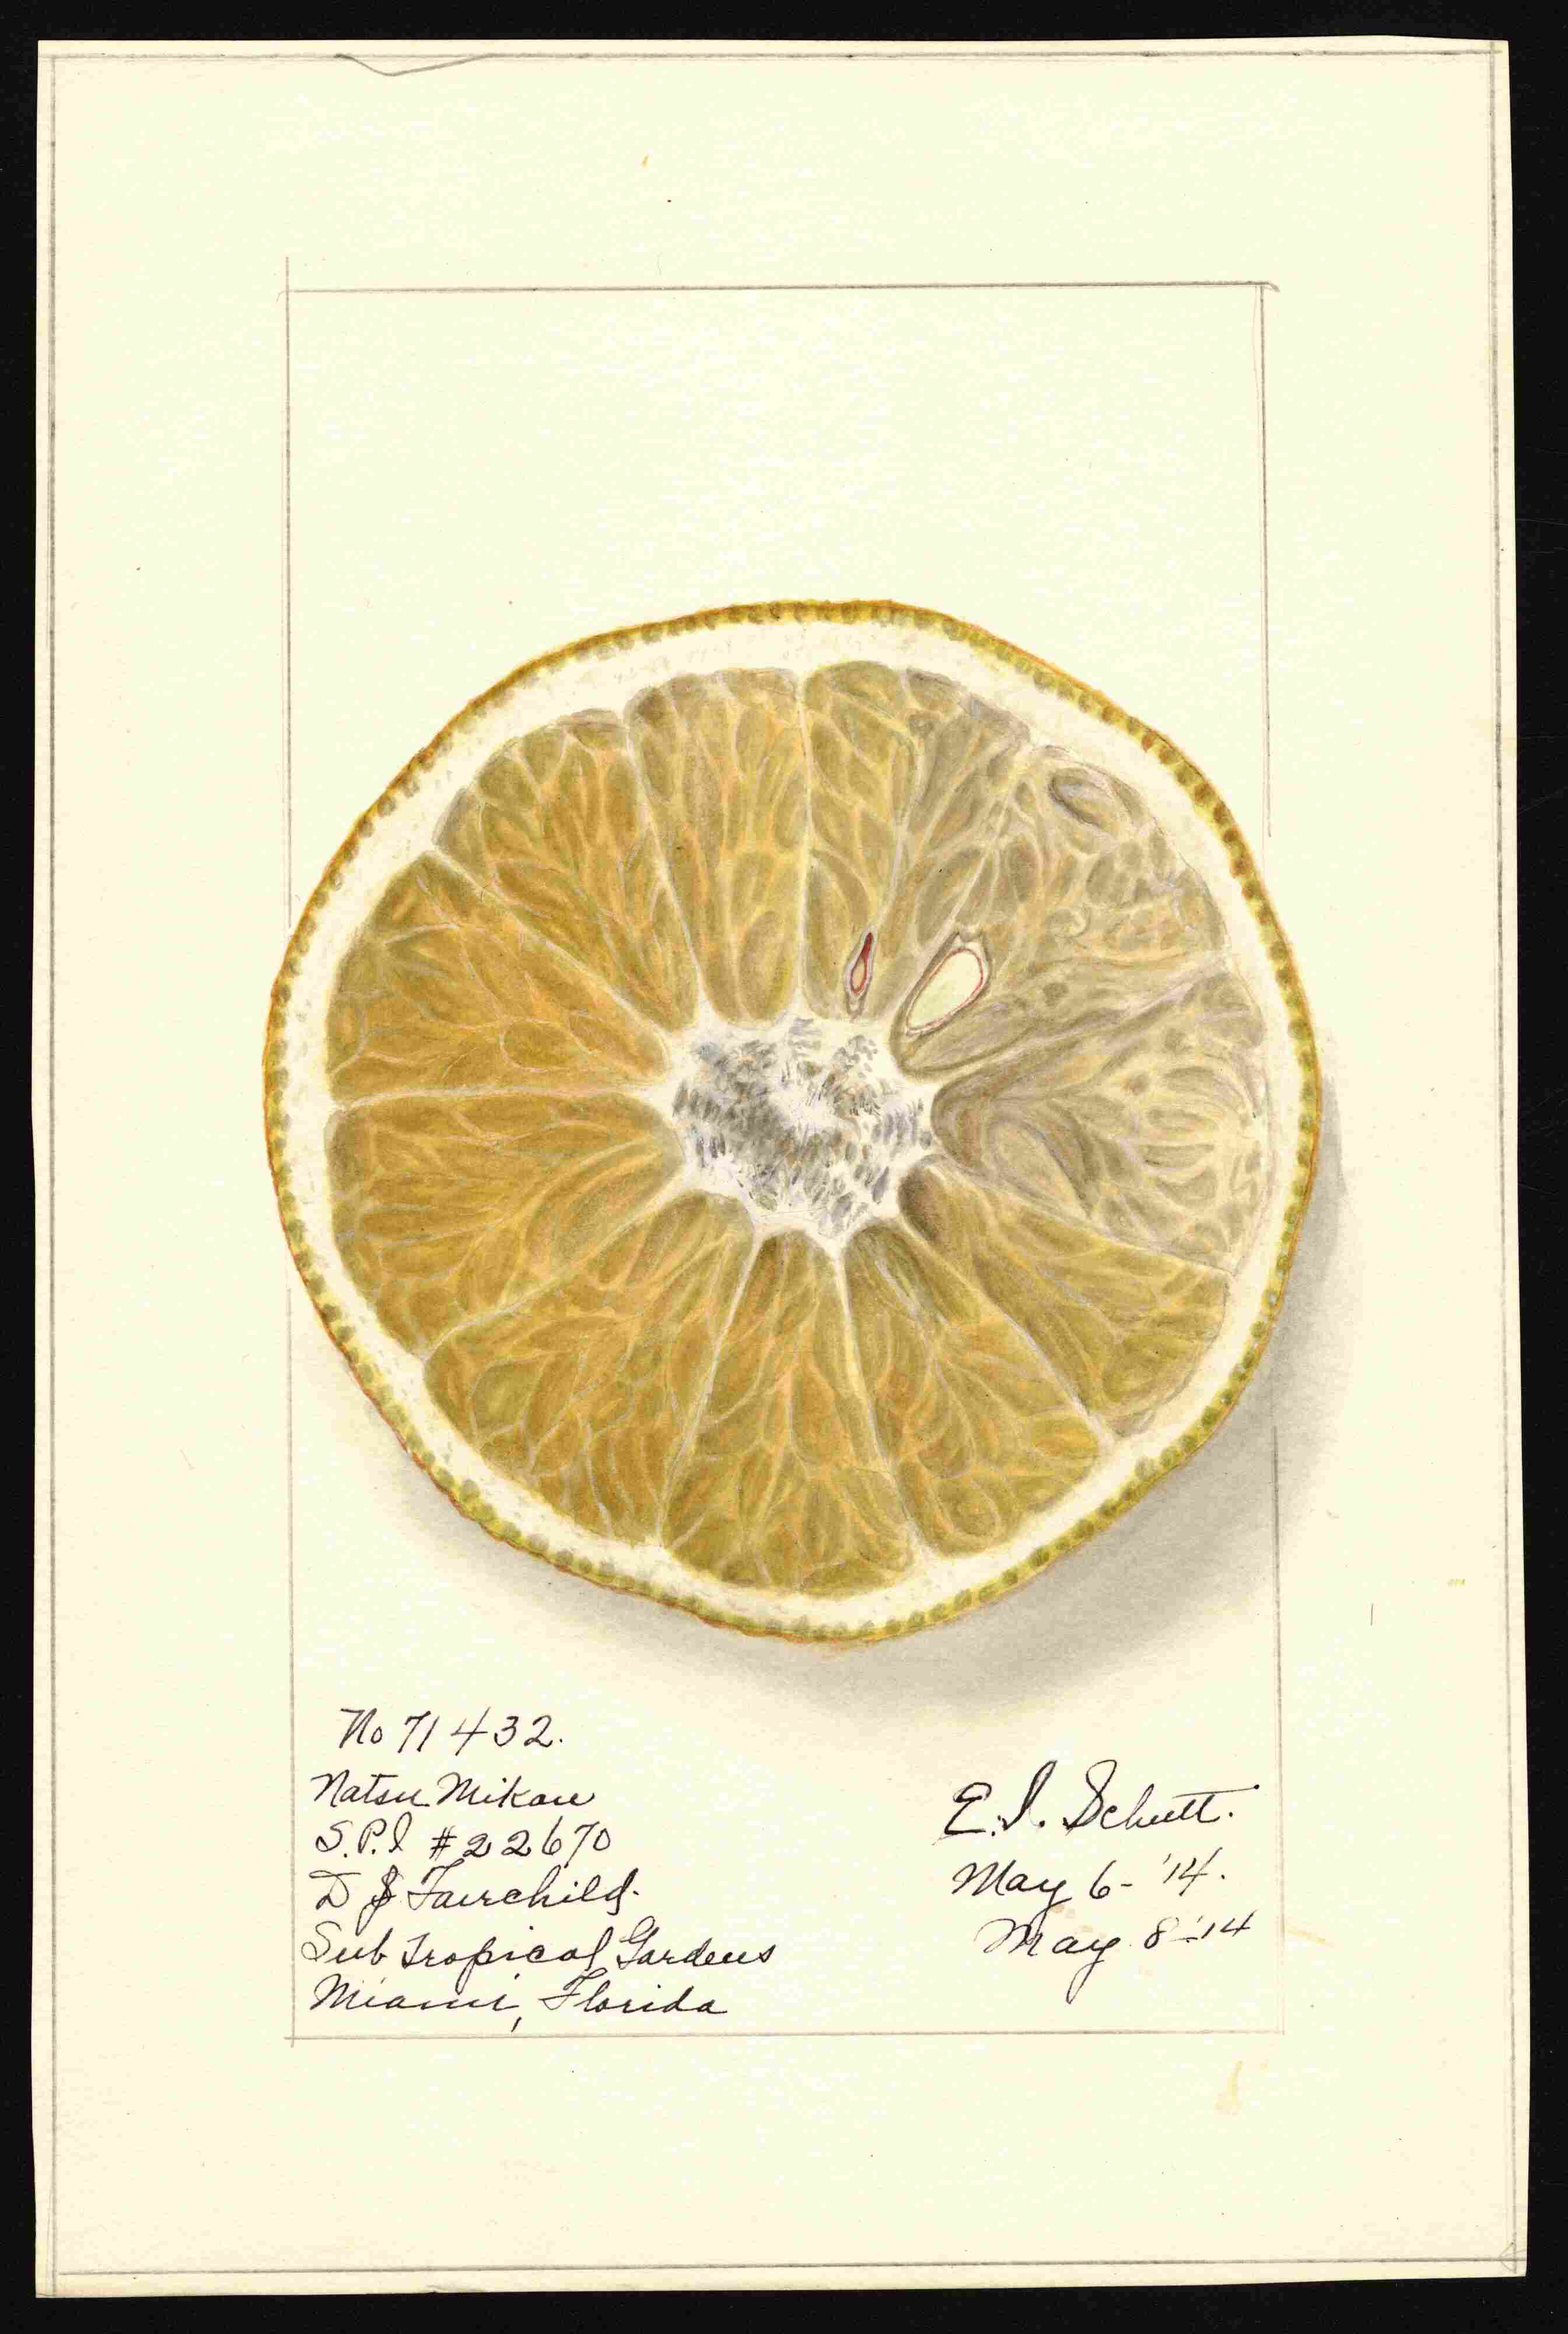 No 71432.
Natsu Mikan
S.P.I #22670
D Fairchild.
Sub Tropical Gardens
Miami, Florida
E.I. Schutt.
May 6-'14.
May 8-'14